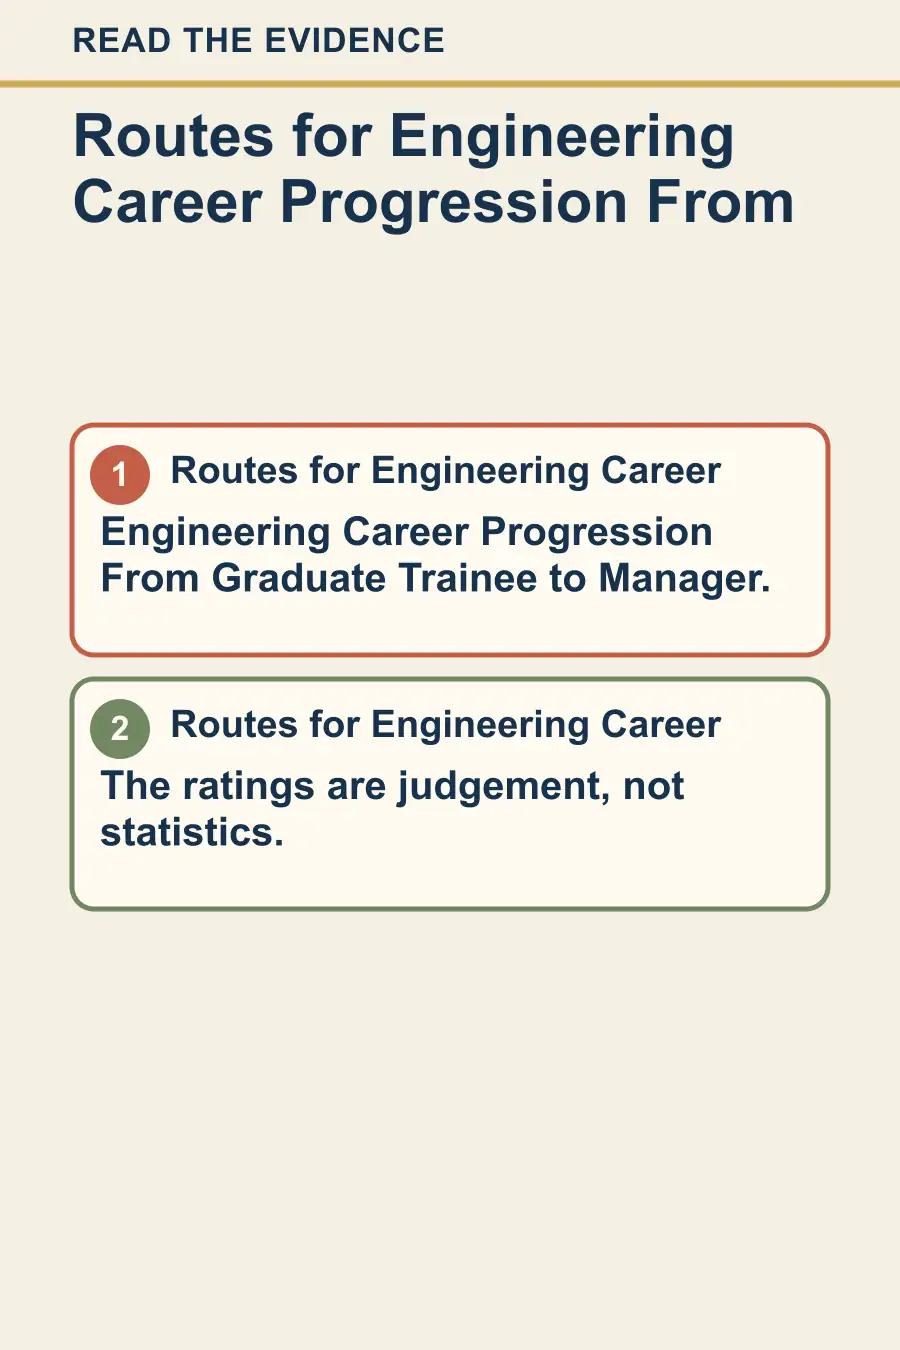 READ THE EVIDENCE
Routes for Engineering
Career Progression From
1
Routes for Engineering Career
Engineering Career Progression
From Graduate Trainee to Manager.
2
Routes for Engineering Career
The ratings are judgement, not
statistics.